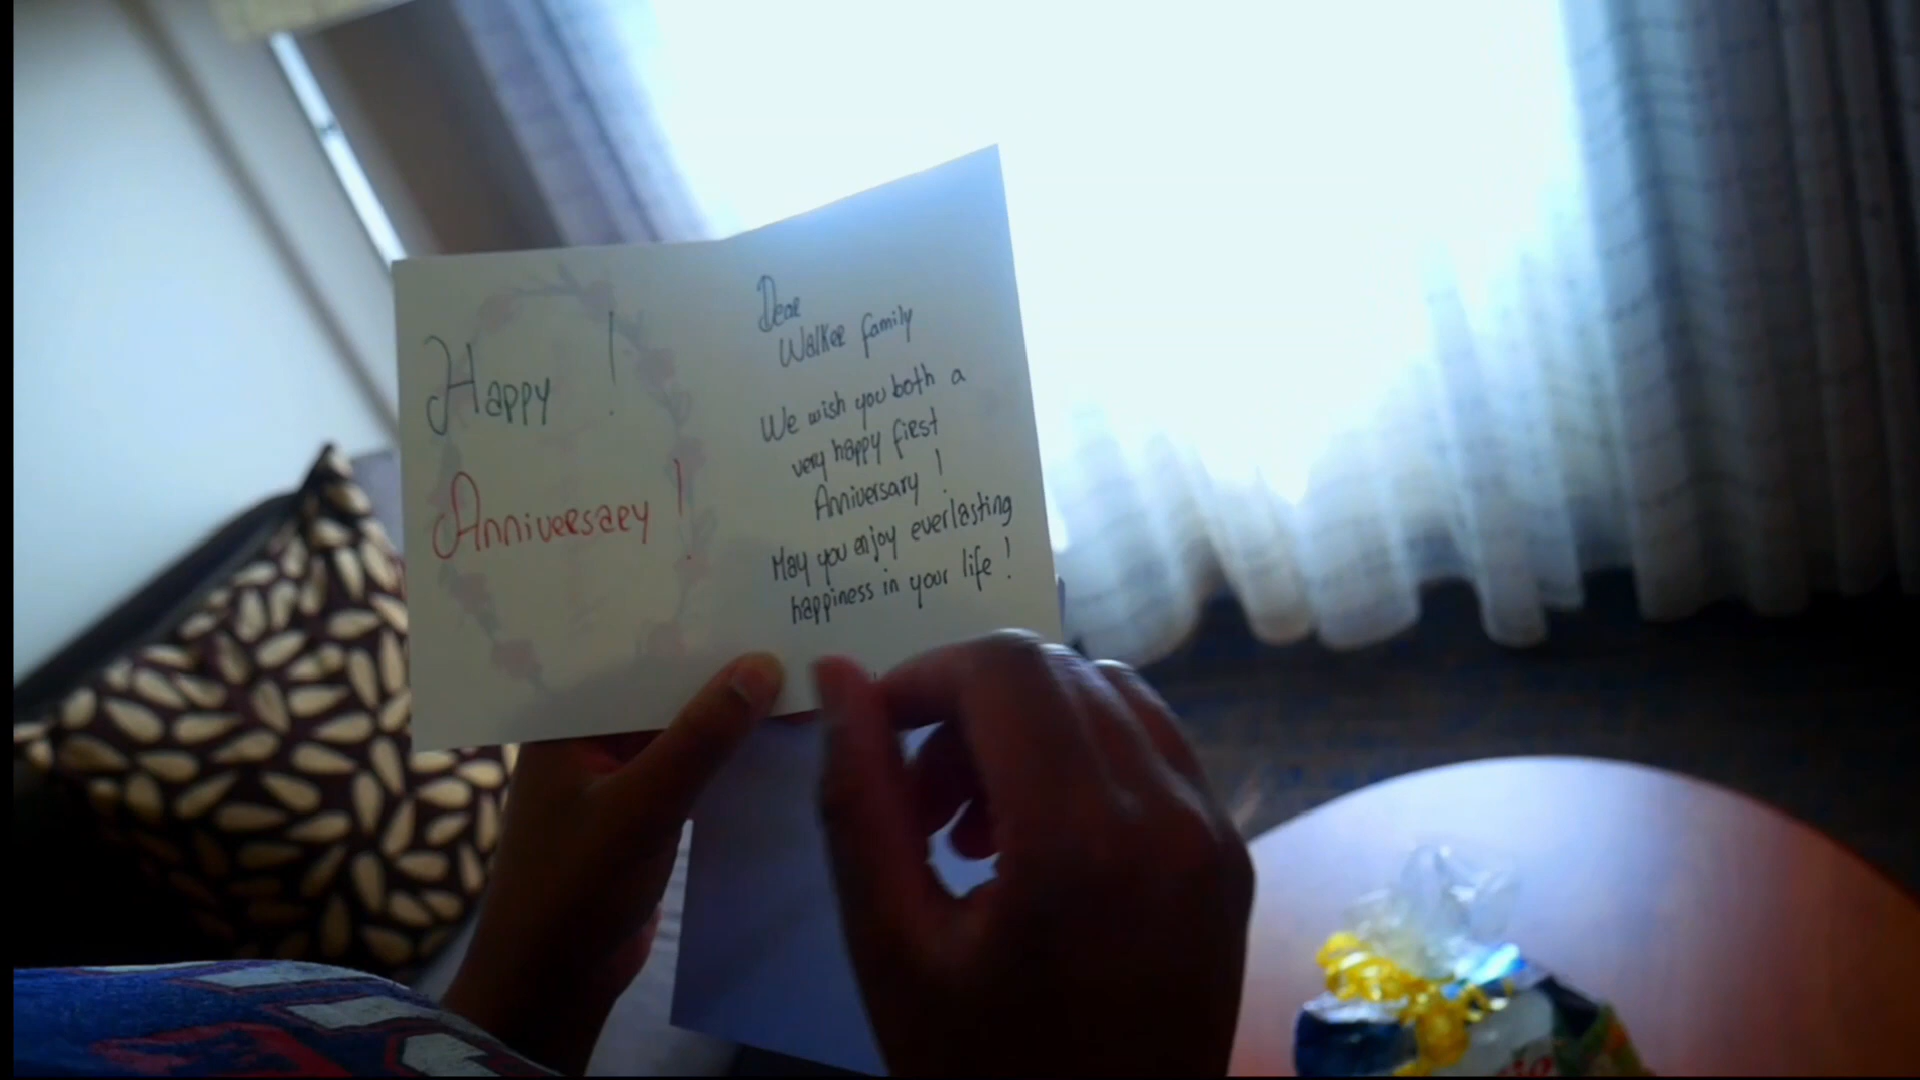 Happy !
Anniversary !
Dear
Walker family
We wish you both a
very happy first
Anniversary !
May you enjoy everlasting
happiness in your life !